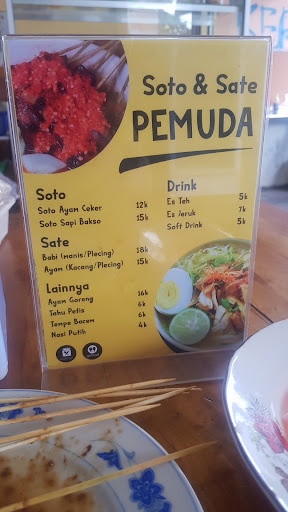 Soto & Sate
PEMUDA
Soto
Soto Ayam Ceker 12k
Soto Sapi Bakso 15k
Sate
Babi (manis/Plecing) 18k
Ayam (Kacang/Plecing) 15k
Lainnya
Ayam Goreng 16k
Tahu Petis 6k
Tempe Bacem 6k
Nasi Putih 4k
Drink
Es Teh 5k
Es Jeruk 7k
Soft Drink 5k